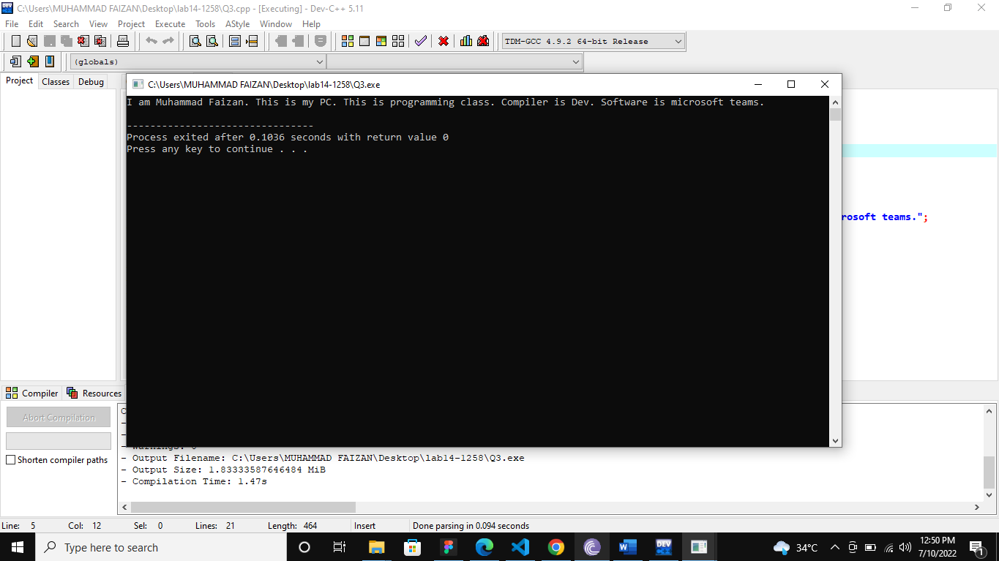 C:\Users\MUHAMMAD FAIZAN\Desktop\lab14-1258\Q3.cpp - [Executing] - Dev-C++ 5.11
File Edit Search View Project Execute Tools AStyle Window Help
TDM-GCC 4.9.2 64-bit Release
(globals)
Project Classes Debug
C:\Users\MUHAMMAD FAIZAN\Desktop\lab14-1258\Q3.exe
I am Muhammad Faizan. This is my PC. This is programming class. Compiler is Dev. Software is microsoft teams.
--------------------------------
Process exited after 0.1036 seconds with return value 0
Press any key to continue . . .
rosoft teams.";
Compiler Resources
Abort Compilation
Shorten compiler paths
- Warnings: 0
- Output Filename: C:\Users\MUHAMMAD FAIZAN\Desktop\lab14-1258\Q3.exe
- Output Size: 1.83333587646484 MiB
- Compilation Time: 1.47s
Line: 5 Col: 12 Sel: 0 Lines: 21 Length: 464 Insert Done parsing in 0.094 seconds
Type here to search
34°C
12:50 PM
7/10/2022
1
DEV